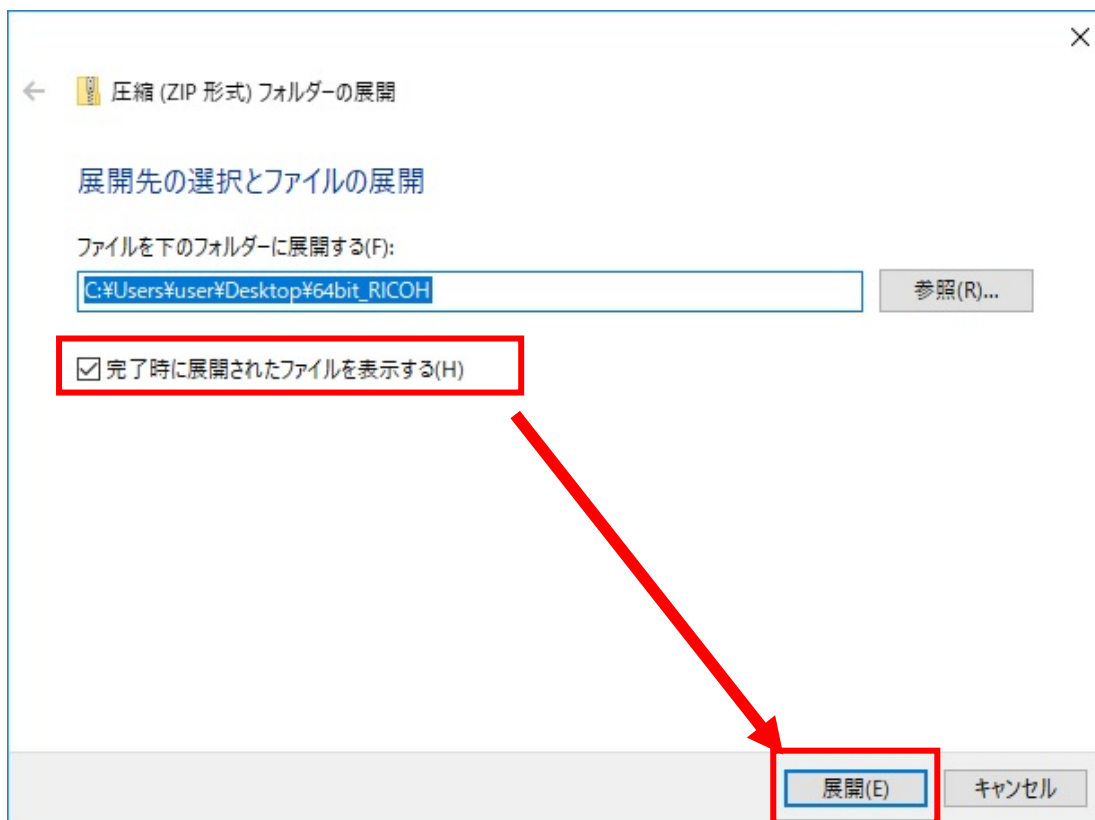 圧縮 (ZIP 形式) フォルダーの展開
展開先の選択とファイルの展開
ファイルを下のフォルダーに展開する(F):
C:¥Users¥user¥Desktop¥64bit_RICOH
参照(R)...
完了時に展開されたファイルを表示する(H)
展開(E)
キャンセル